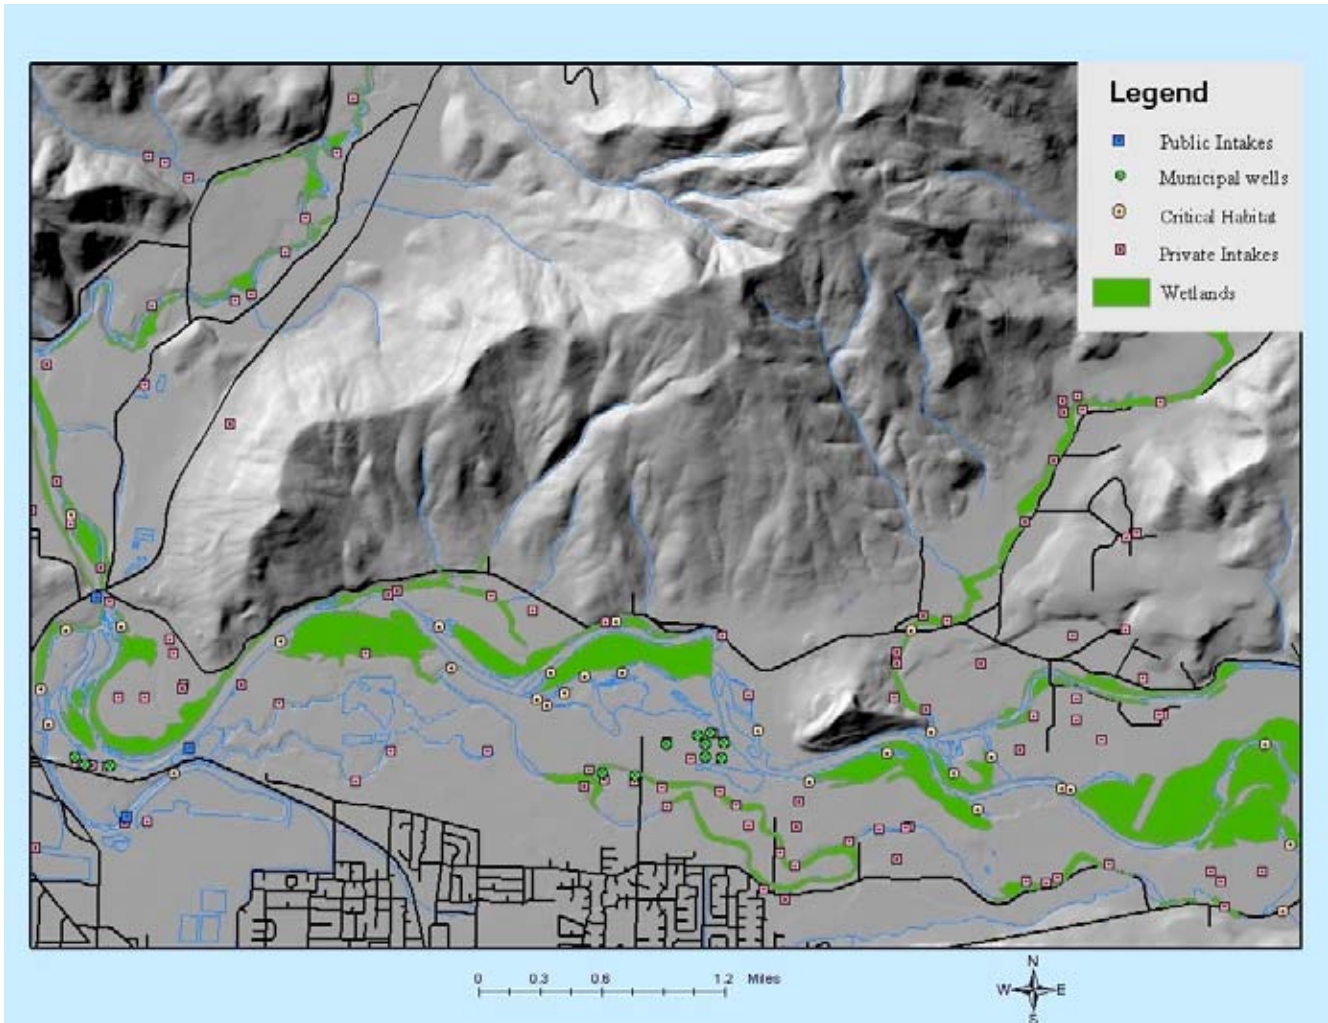 Legend
Public Intakes
Municipal wells
Critical Habitat
Private Intakes
Wetlands
0 0.3 0.6 1.2 Miles
N
W E
S